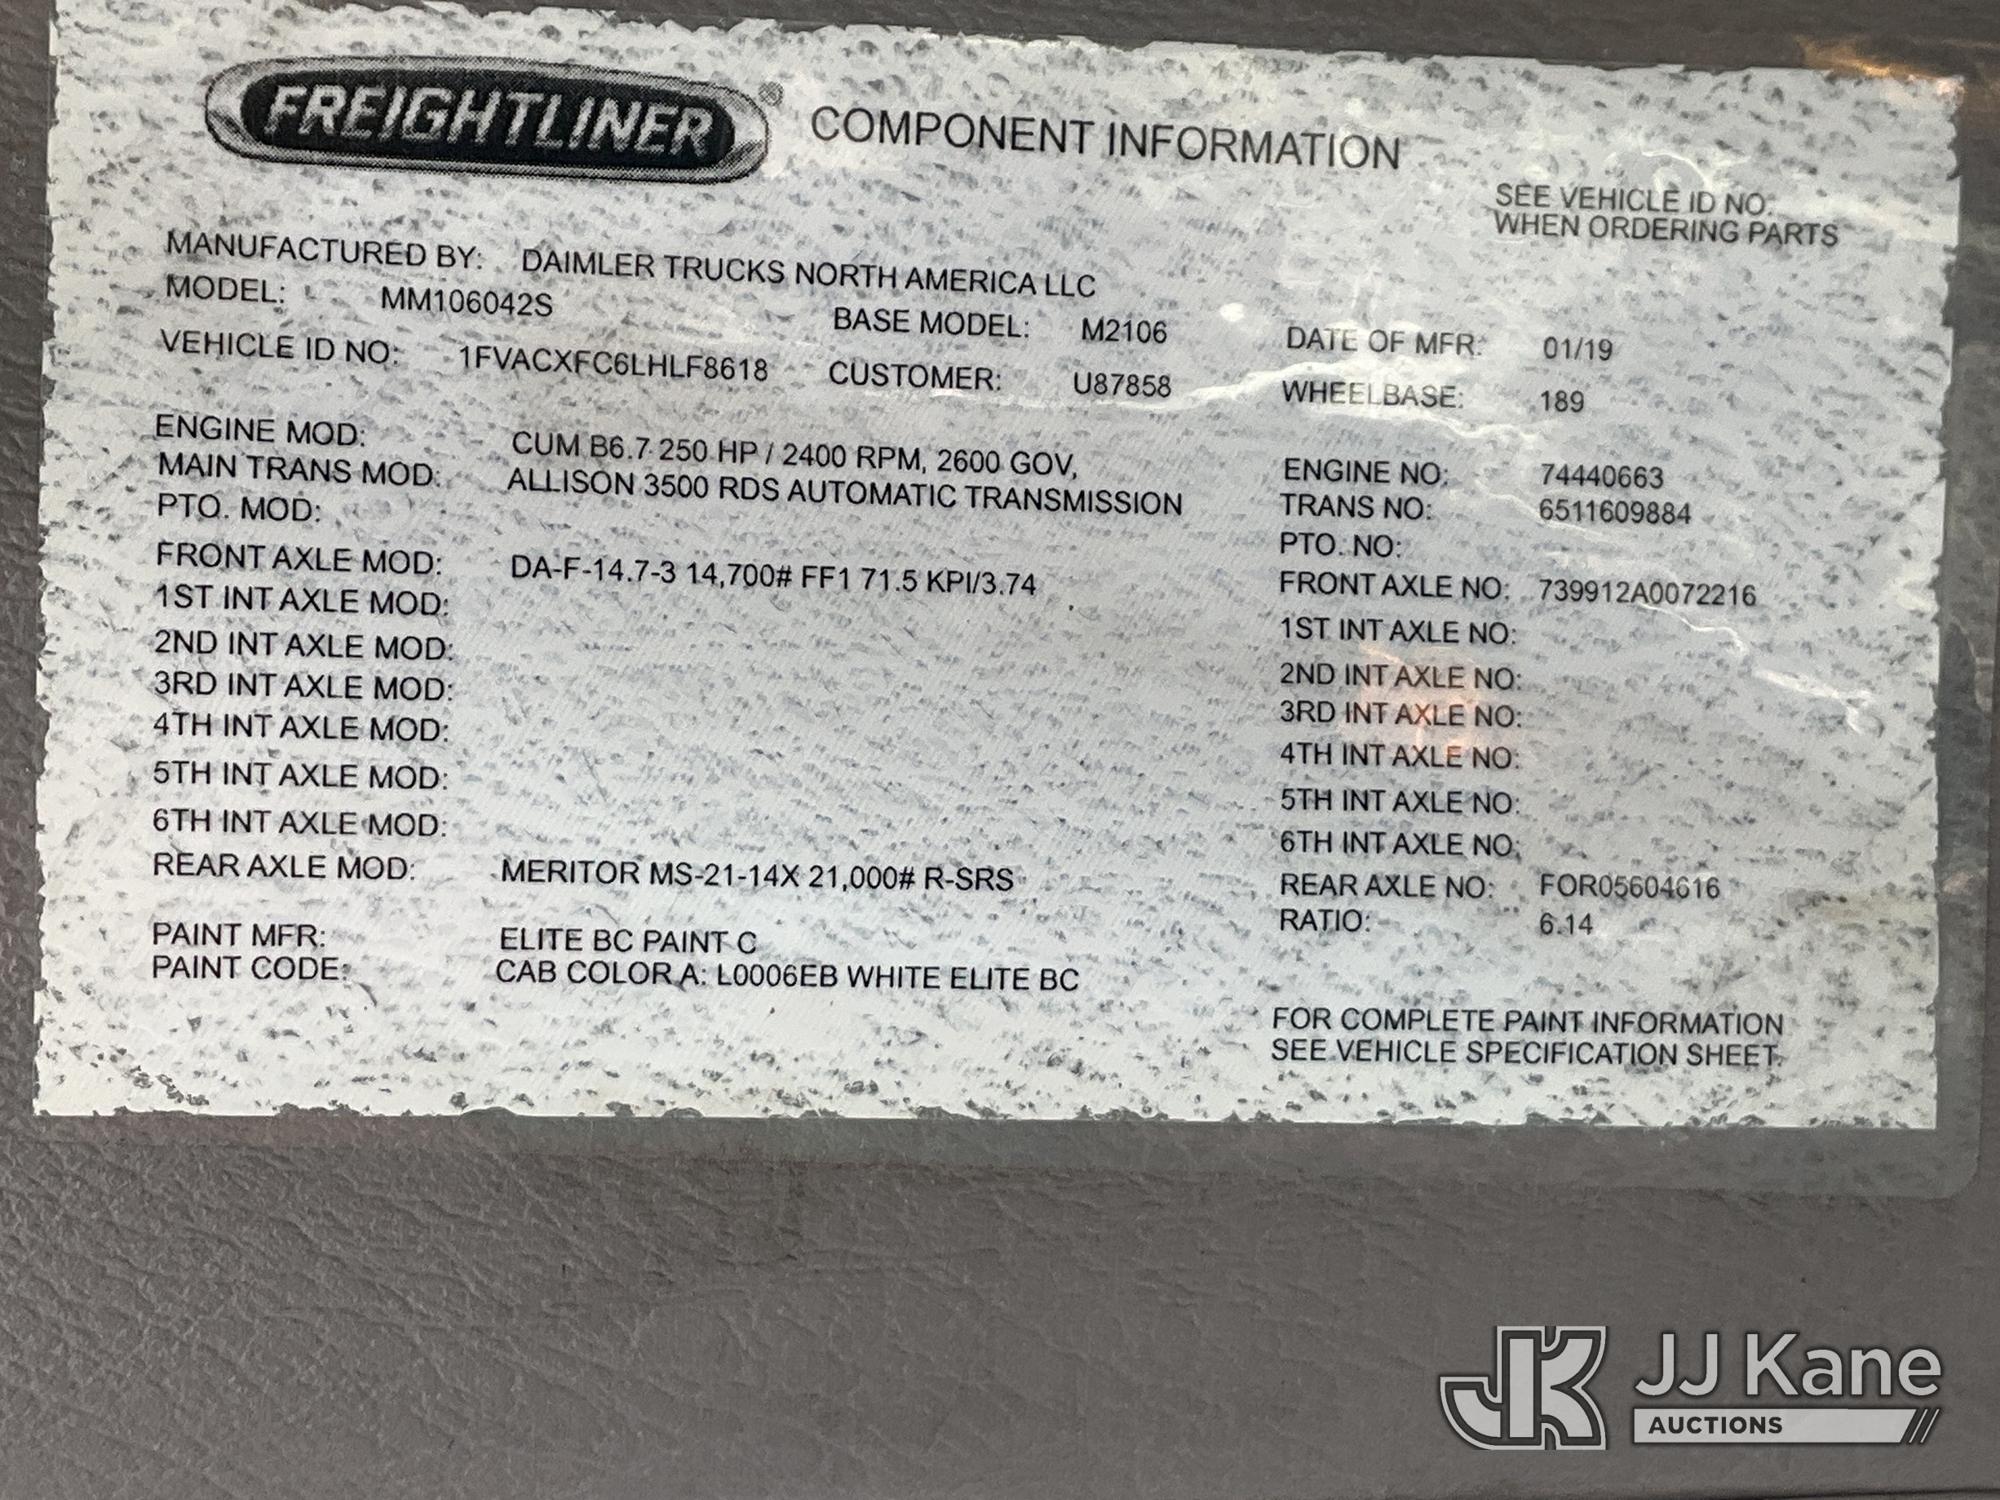 FREIGHTLINER® COMPONENT INFORMATION
SEE VEHICLE ID NO.
WHEN ORDERING PARTS
MANUFACTURED BY: DAIMLER TRUCKS NORTH AMERICA LLC
MODEL: MM106042S BASE MODEL: M2106 DATE OF MFR: 01/19
VEHICLE ID NO: 1FVACXFC6LHLF8618 CUSTOMER: U87858 WHEELBASE: 189
ENGINE MOD: CUM B6.7 250 HP / 2400 RPM, 2600 GOV, ENGINE NO: 74440663
MAIN TRANS MOD: ALLISON 3500 RDS AUTOMATIC TRANSMISSION TRANS NO: 6511609884
PTO. MOD: PTO. NO:
FRONT AXLE MOD: DA-F-14.7-3 14,700# FF1 71.5 KPI/3.74 FRONT AXLE NO: 739912A0072216
1ST INT AXLE MOD: 1ST INT AXLE NO:
2ND INT AXLE MOD: 2ND INT AXLE NO:
3RD INT AXLE MOD: 3RD INT AXLE NO:
4TH INT AXLE MOD: 4TH INT AXLE NO:
5TH INT AXLE MOD: 5TH INT AXLE NO:
6TH INT AXLE MOD: 6TH INT AXLE NO:
REAR AXLE MOD: MERITOR MS-21-14X 21,000# R-SRS REAR AXLE NO: FOR05604616
RATIO: 6.14
PAINT MFR: ELITE BC PAINT C
PAINT CODE: CAB COLOR A: L0006EB WHITE ELITE BC
FOR COMPLETE PAINT INFORMATION
SEE VEHICLE SPECIFICATION SHEET.
JK JJ Kane
AUCTIONS